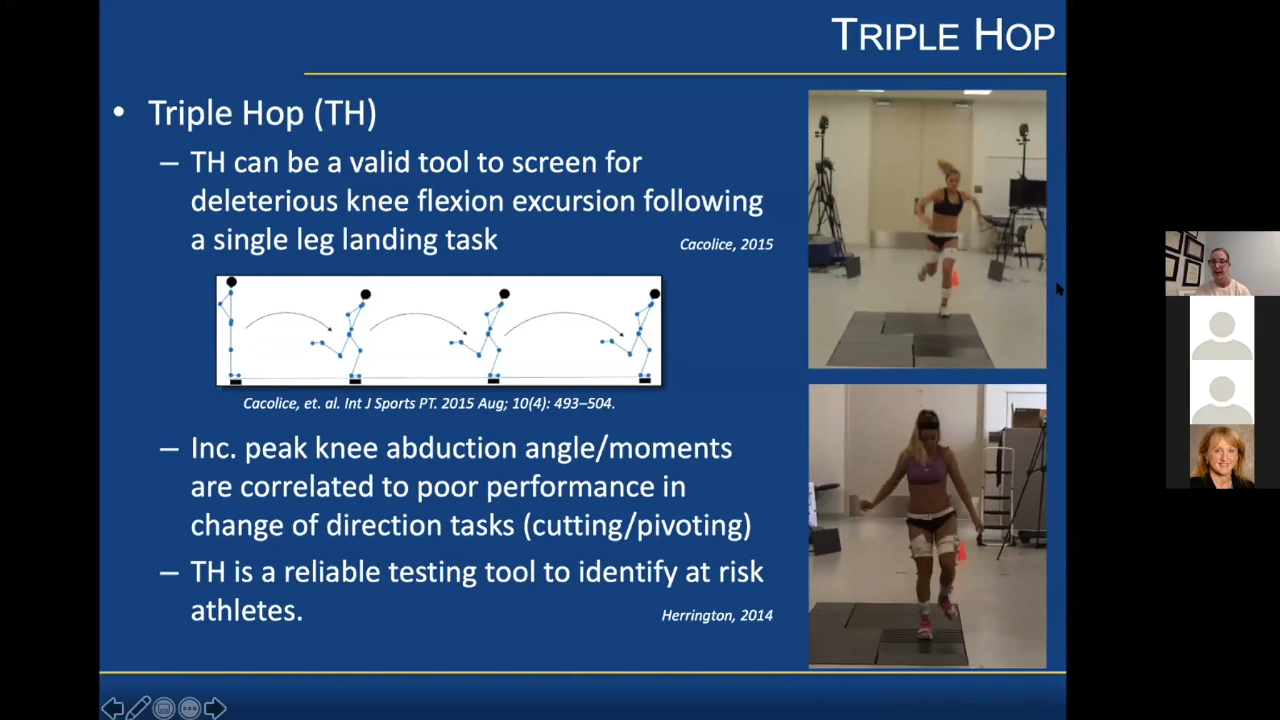 TRIPLE HOP
• Triple Hop (TH)
– TH can be a valid tool to screen for
deleterious knee flexion excursion following
a single leg landing task
Cacolice, 2015
Cacolice, et. al. Int J Sports PT. 2015 Aug; 10(4): 493–504.
– Inc. peak knee abduction angle/moments
are correlated to poor performance in
change of direction tasks (cutting/pivoting)
– TH is a reliable testing tool to identify at risk
athletes.
Herrington, 2014